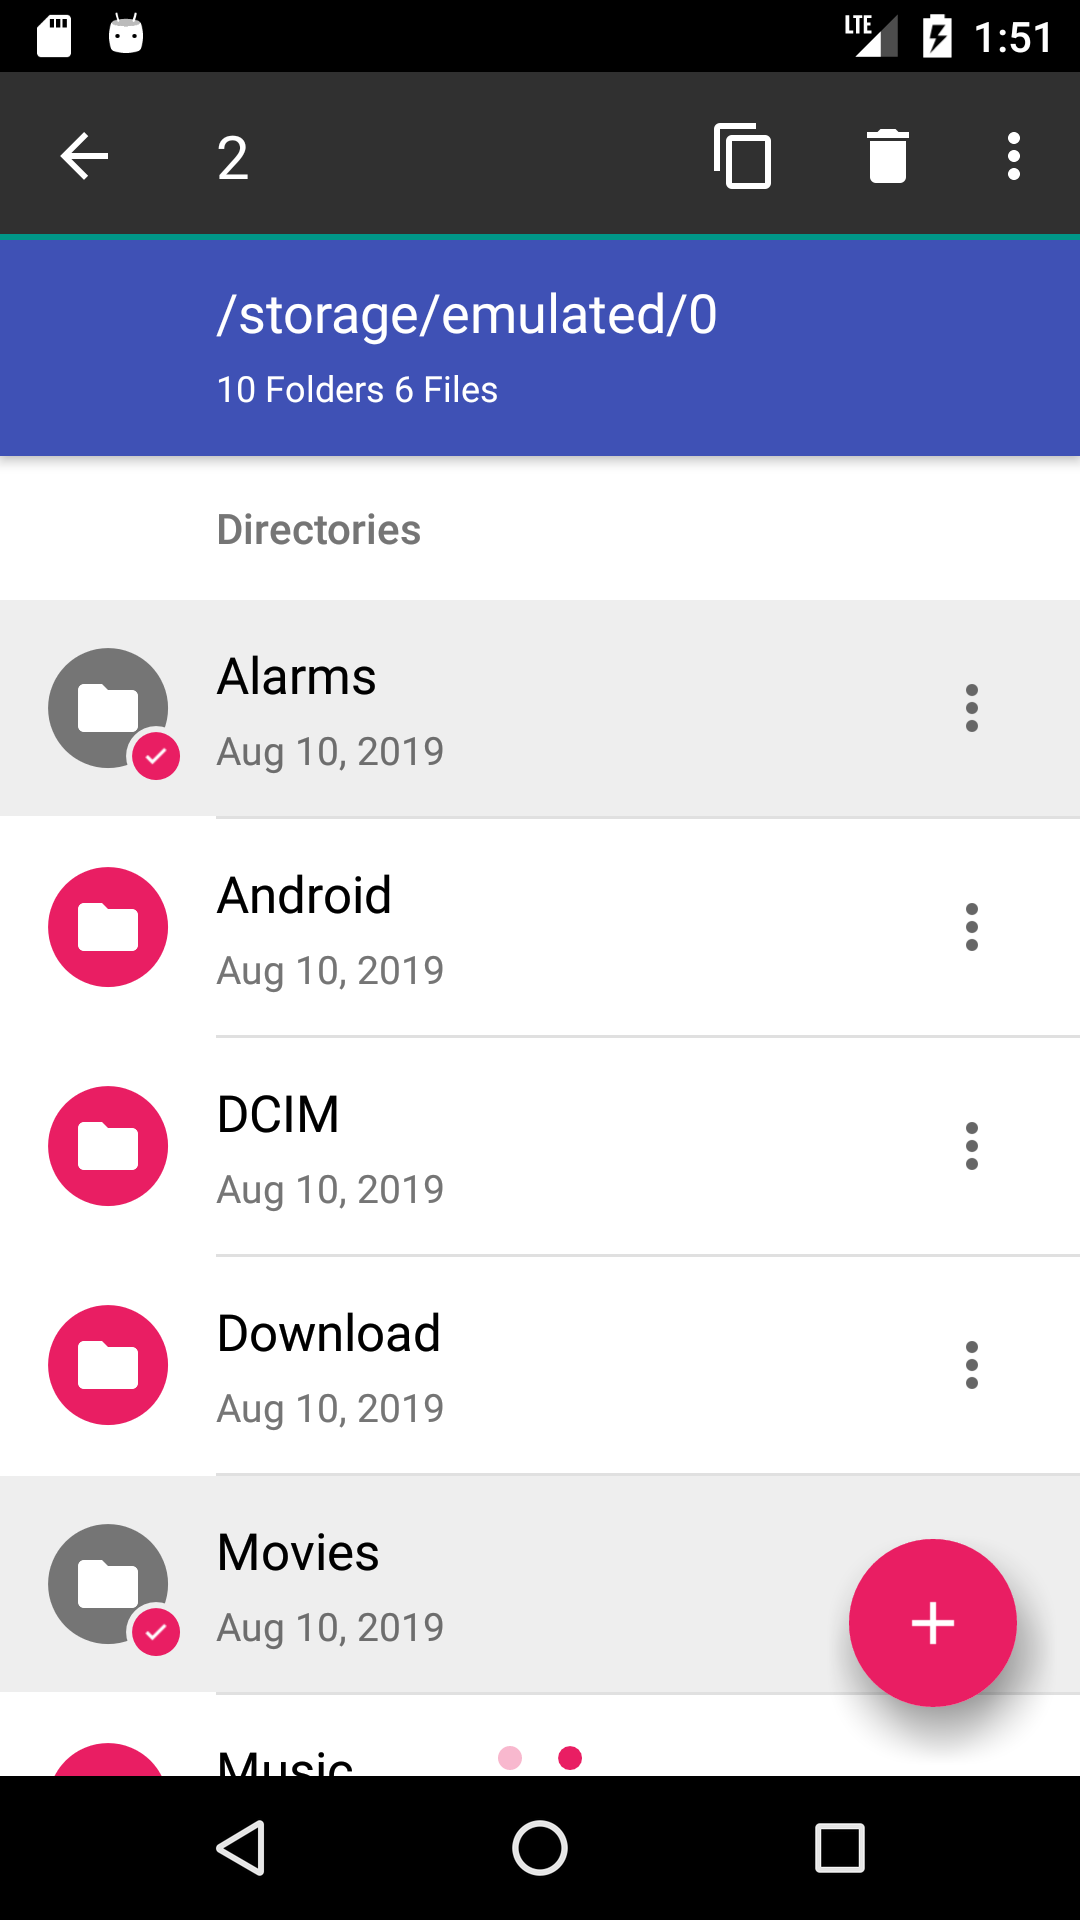 LTE 1:51
2
/storage/emulated/0
10 Folders 6 Files
Directories
Alarms
Aug 10, 2019
Android
Aug 10, 2019
DCIM
Aug 10, 2019
Download
Aug 10, 2019
Movies
Aug 10, 2019
Music